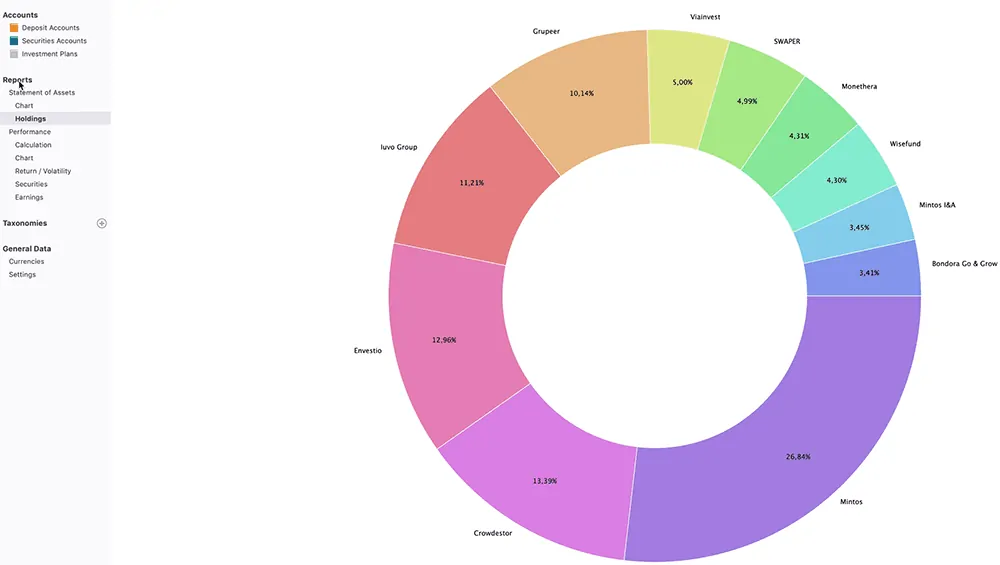 Accounts
Deposit Accounts
Securities Accounts
Investment Plans
Reports
Statement of Assets
Chart
Holdings
Performance
Calculation
Chart
Return / Volatility
Securities
Earnings
Taxonomies
General Data
Currencies
Settings
Viainvest
5,00%
SWAPER
4,99%
Monethera
4,31%
Wisefund
4,30%
Mintos I&A
3,45%
Bondora Go & Grow
3,41%
Mintos
26,84%
Crowdestor
13,39%
Envestio
12,96%
Iuvo Group
11,21%
Grupeer
10,14%